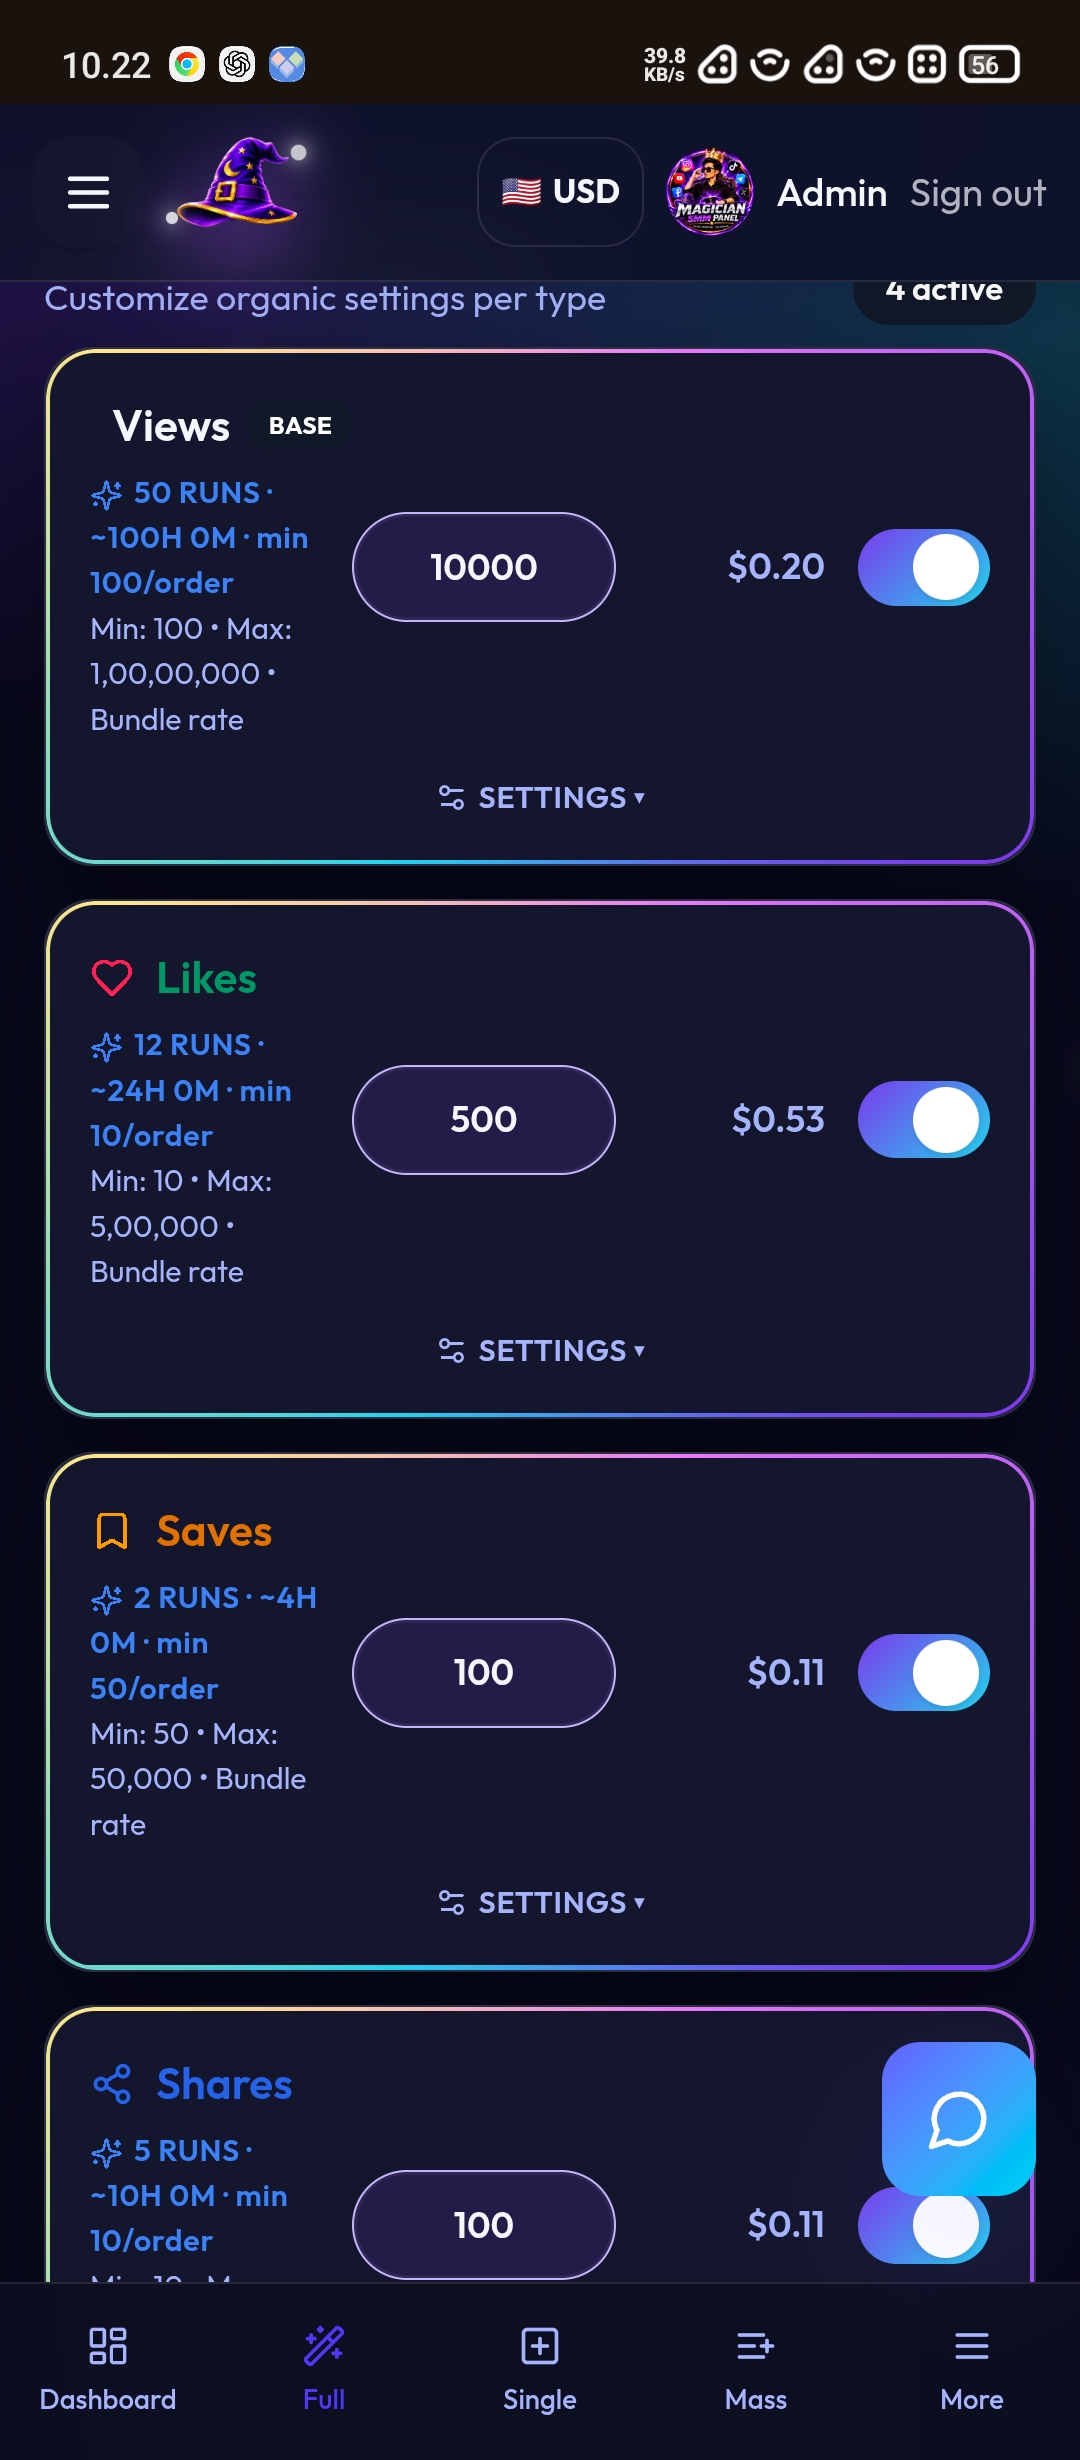 10.22
39.8
KB/s
56
🇺🇸 USD
MAGICIAN
SMM PANEL
Admin
Sign out
Customize organic settings per type
4 active
Views BASE
50 RUNS ·
~100H 0M · min
100/order
Min: 100 • Max:
1,00,00,000 •
Bundle rate
10000
$0.20
SETTINGS ▾
Likes
12 RUNS ·
~24H 0M · min
10/order
Min: 10 • Max:
5,00,000 •
Bundle rate
500
$0.53
SETTINGS ▾
Saves
2 RUNS · ~4H
0M · min
50/order
Min: 50 • Max:
50,000 • Bundle
rate
100
$0.11
SETTINGS ▾
Shares
5 RUNS ·
~10H 0M · min
10/order
100
$0.11
Dashboard
Full
Single
Mass
More